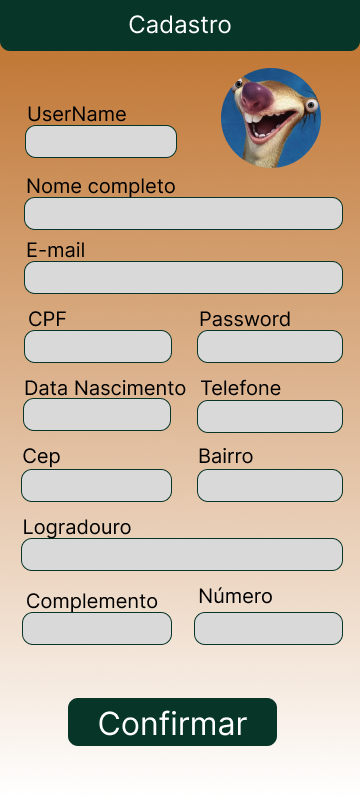 Cadastro
UserName
Nome completo
E-mail
CPF
Password
Data Nascimento
Telefone
Cep
Bairro
Logradouro
Complemento
Número
Confirmar